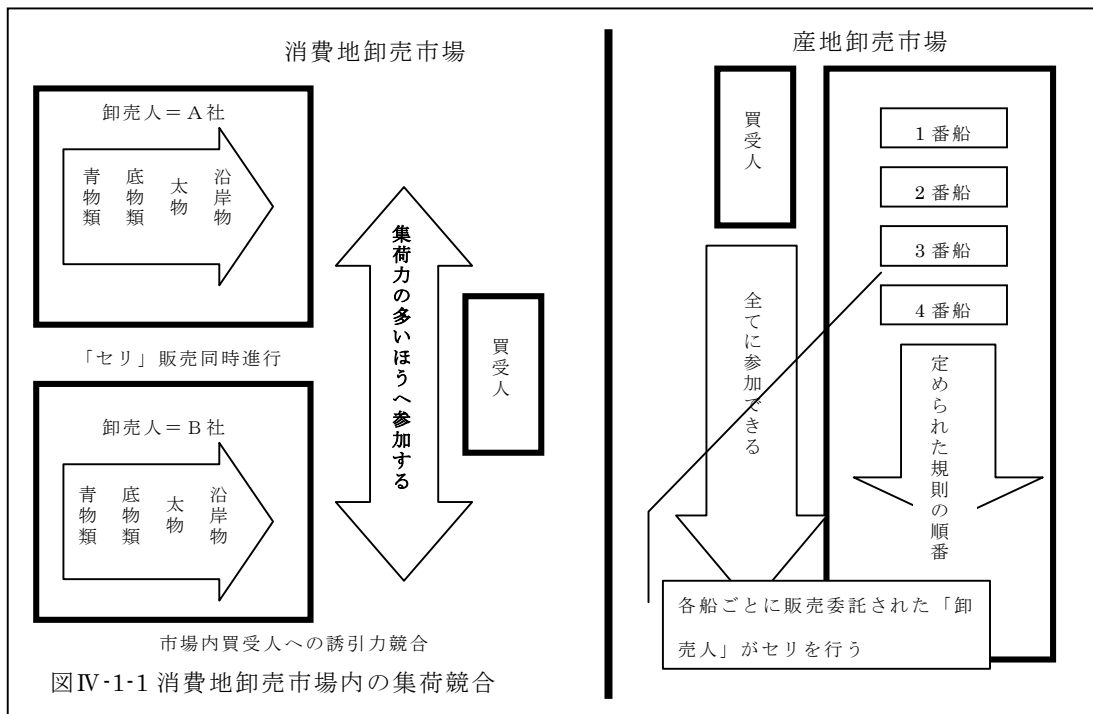 消費地卸売市場
卸売人＝A社
青物類
底物類
太物
沿岸物
「セリ」販売同時進行
卸売人＝B社
青物類
底物類
太物
沿岸物
集荷力の多いほうへ参加する
買受人
市場内買受人への誘引力競合
図Ⅳ-1-1 消費地卸売市場内の集荷競合
産地卸売市場
買受人
全てに参加できる
1番船
2番船
3番船
4番船
定められた規則の順番
各船ごとに販売委託された「卸
売人」がセリを行う